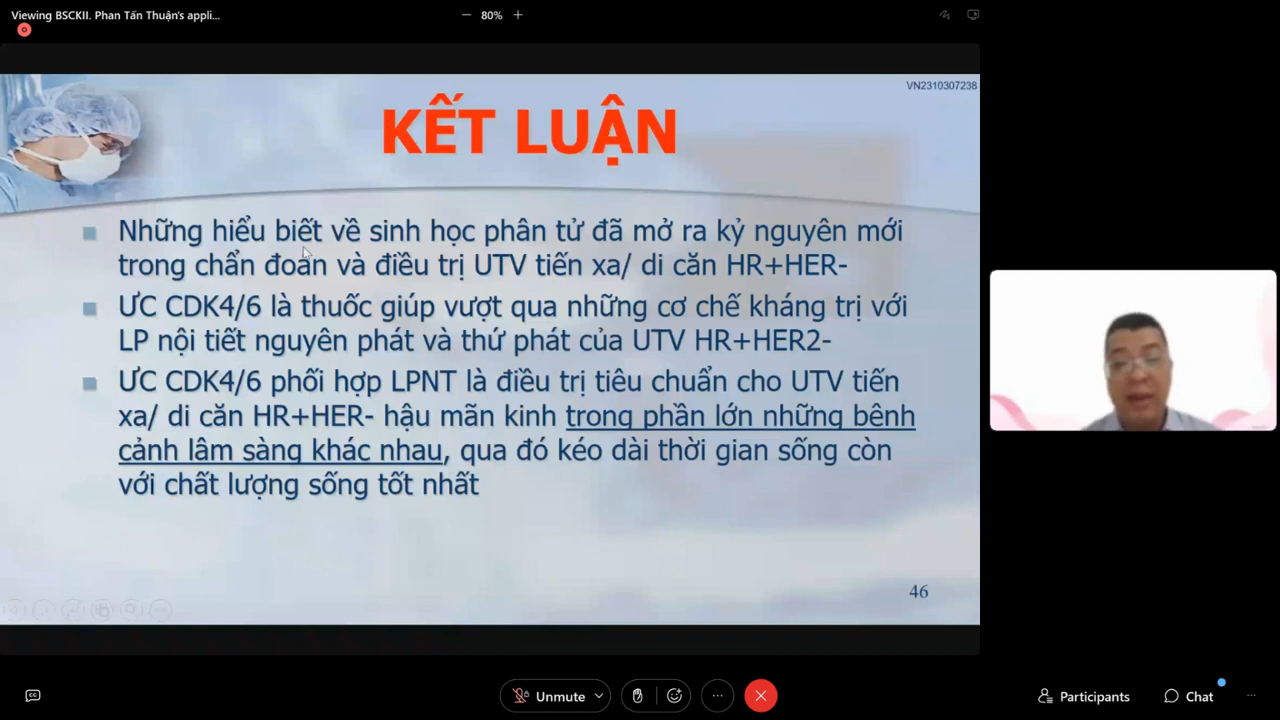 Viewing BSCKII. Phan Tấn Thuận's appli...
80%
VN2310307238
KẾT LUẬN
Những hiểu biết về sinh học phân tử đã mở ra kỷ nguyên mới
trong chẩn đoán và điều trị UTV tiến xa/ di căn HR+HER-
ƯC CDK4/6 là thuốc giúp vượt qua những cơ chế kháng trị với
LP nội tiết nguyên phát và thứ phát của UTV HR+HER2-
ƯC CDK4/6 phối hợp LPNT là điều trị tiêu chuẩn cho UTV tiến
xa/ di căn HR+HER- hậu mãn kinh trong phần lớn những bênh
cảnh lâm sàng khác nhau, qua đó kéo dài thời gian sống còn
với chất lượng sống tốt nhất
46
CC
Unmute
Participants
Chat